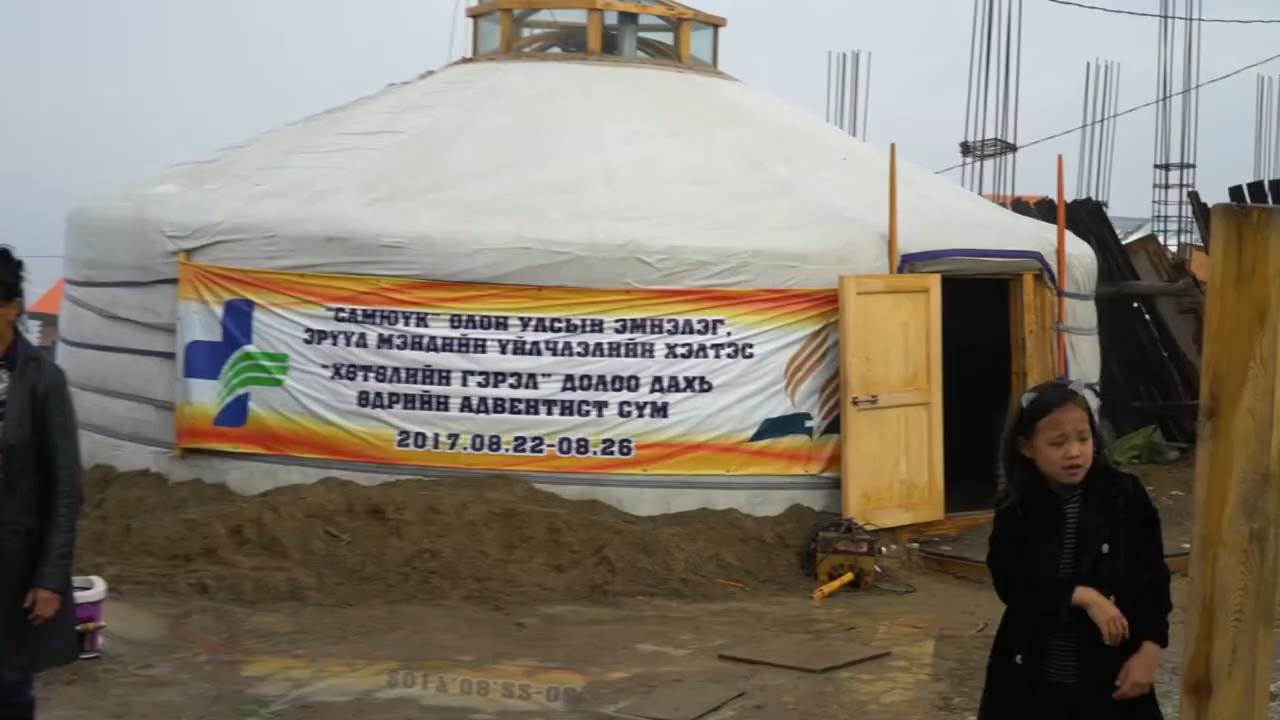 "САМЮҮК" ОЛОН УЛСЫН ЭМНЭЛЭГ,
ЭРҮҮЛ МЭНДИЙН ҮЙЛЧЛЭЛИЙН ХЭЛТЭС
"ХӨТӨЛИЙН ГЭРЭЛ" ДОЛОО ДАХЬ
ӨДРИЙН АДВЕНТИСТ СҮМ
2017.08.22-08.26